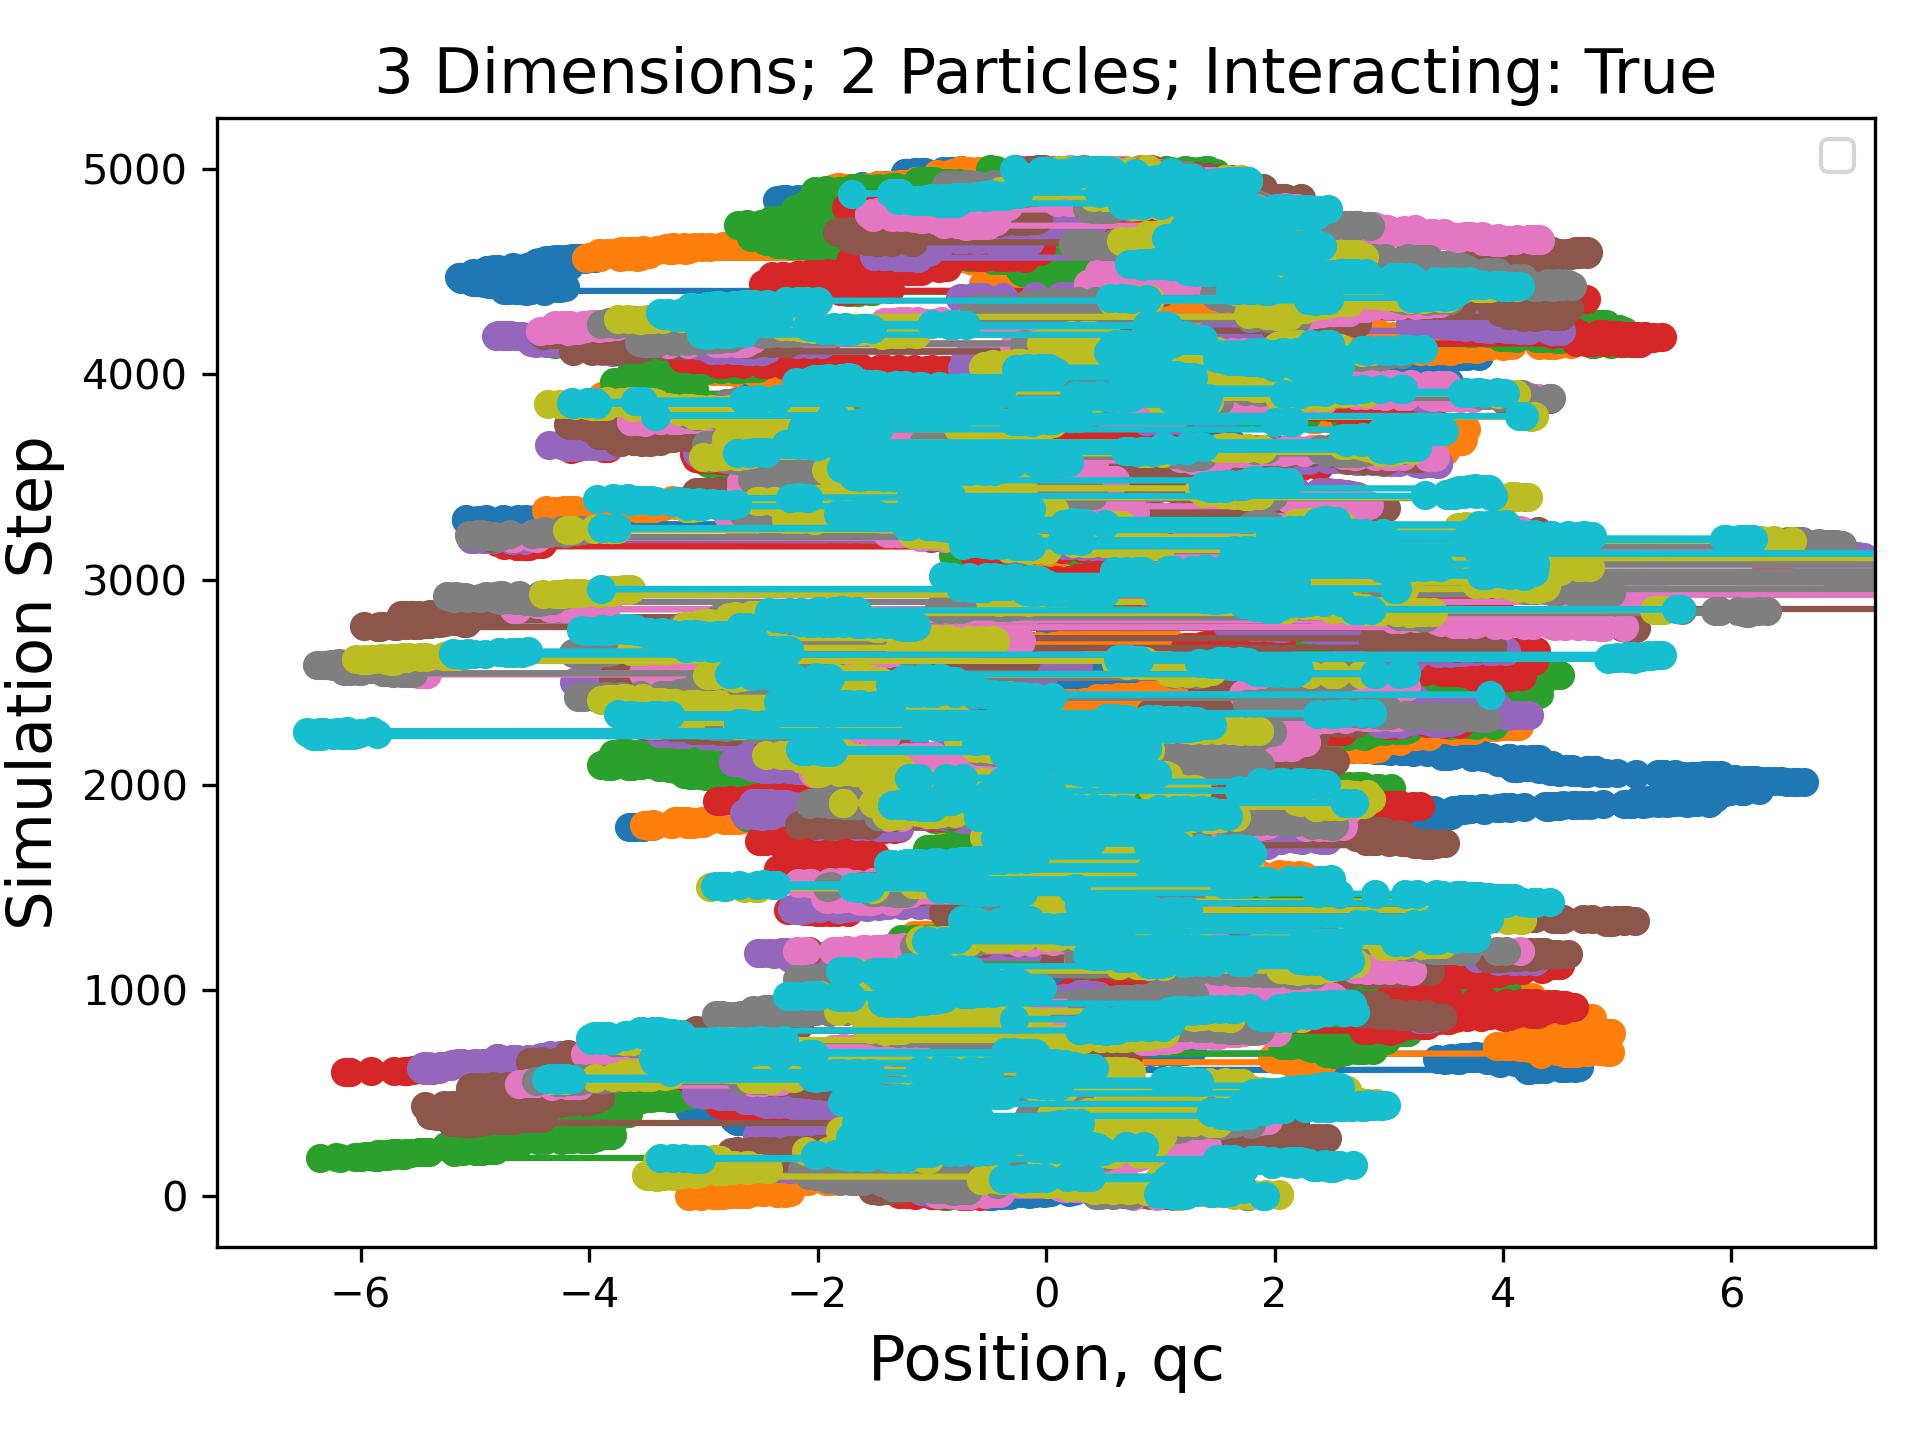 3 Dimensions; 2 Particles; Interacting: True
Simulation Step
5000
4000
3000
2000
1000
0
−6 −4 −2 0 2 4 6
Position, qc